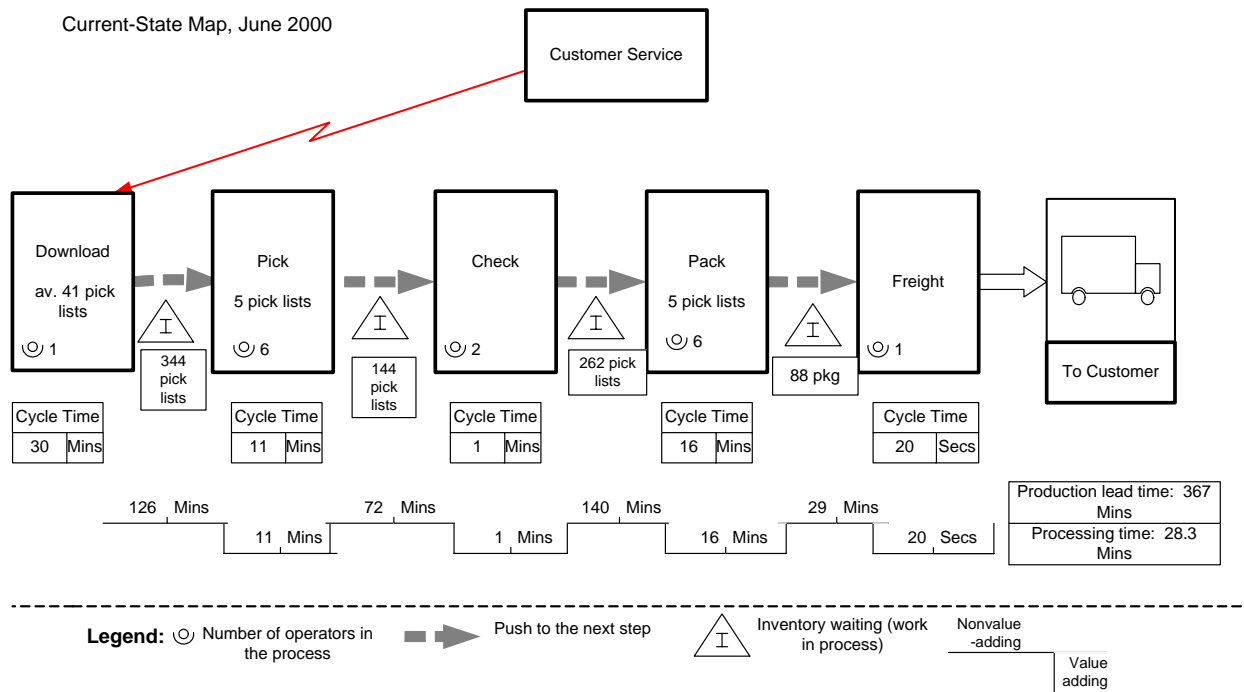 Current-State Map, June 2000
Customer Service
Download
av. 41 pick
lists
1
I
344
pick
lists
Pick
5 pick lists
6
I
144
pick
lists
Check
2
I
262 pick
lists
Pack
5 pick lists
6
I
88 pkg
Freight
1
To Customer
Cycle Time
30 Mins
Cycle Time
11 Mins
Cycle Time
1 Mins
Cycle Time
16 Mins
Cycle Time
20 Secs
126 Mins
11 Mins
72 Mins
1 Mins
140 Mins
16 Mins
29 Mins
20 Secs
Production lead time: 367
Mins
Processing time: 28.3
Mins
Legend:
Number of operators in
the process
Push to the next step
I
Inventory waiting (work
in process)
Nonvalue
-adding
Value
adding